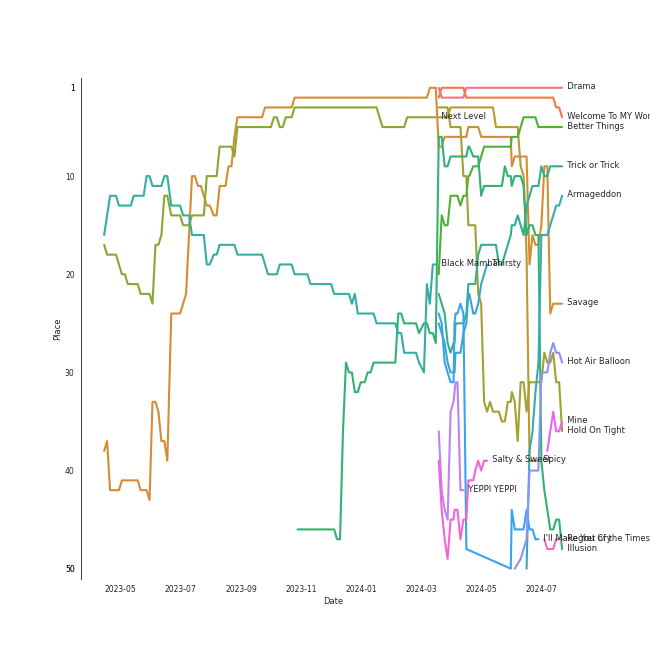 1
Drama
Next Level
Welcome To MY Wor
Better Things
Trick or Trick
10
Armageddon
20
Black Mamba
Thirsty
Place
Savage
30
Hot Air Balloon
Mine
Hold On Tight
40
Salty & Sweet
Spicy
YEPPI YEPPI
I'll Make You Cry
Regret of the Times
Illusion
50
2023-05
2023-07
2023-09
2023-11
2024-01
2024-03
2024-05
2024-07
Date